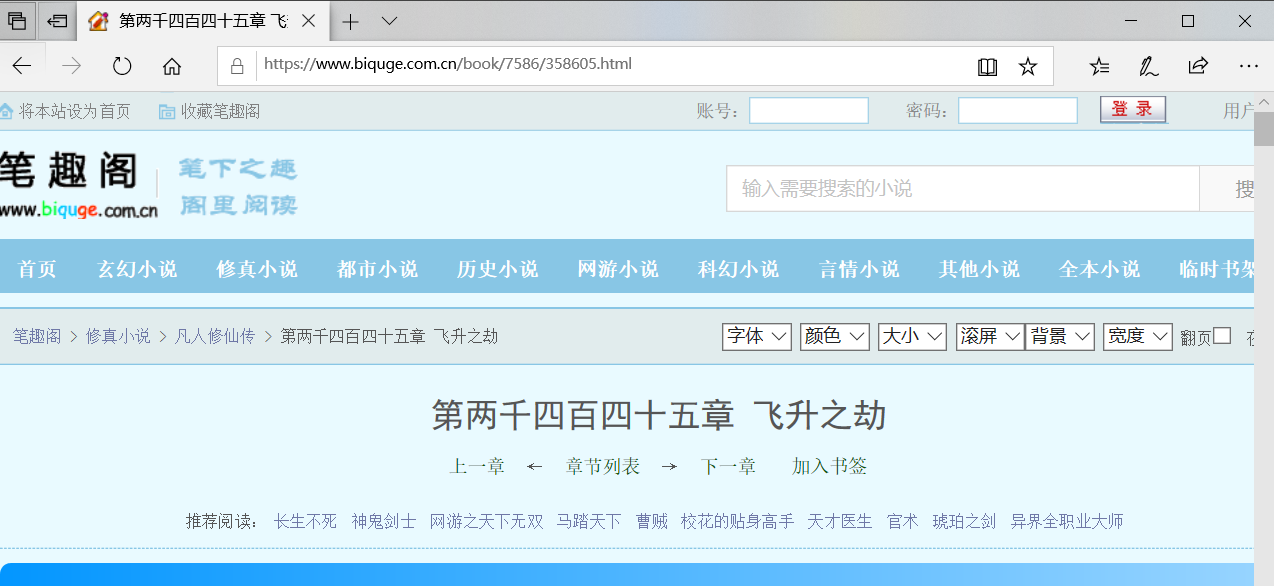 第两千四百四十五章 飞
https://www.biquge.com.cn/book/7586/358605.html
将本站设为首页 收藏笔趣阁 账号： 密码： 登 录 用户
笔趣阁 笔下之趣
www.biquge.com.cn 阁里阅读
输入需要搜索的小说 搜
首页 玄幻小说 修真小说 都市小说 历史小说 网游小说 科幻小说 言情小说 其他小说 全本小说 临时书架
笔趣阁 > 修真小说 > 凡人修仙传 > 第两千四百四十五章 飞升之劫 字体 颜色 大小 滚屏 背景 宽度 翻页
第两千四百四十五章 飞升之劫
上一章 ← 章节列表 → 下一章 加入书签
推荐阅读： 长生不死 神鬼剑士 网游之天下无双 马踏天下 曹贼 校花的贴身高手 天才医生 官术 琥珀之剑 异界全职业大师